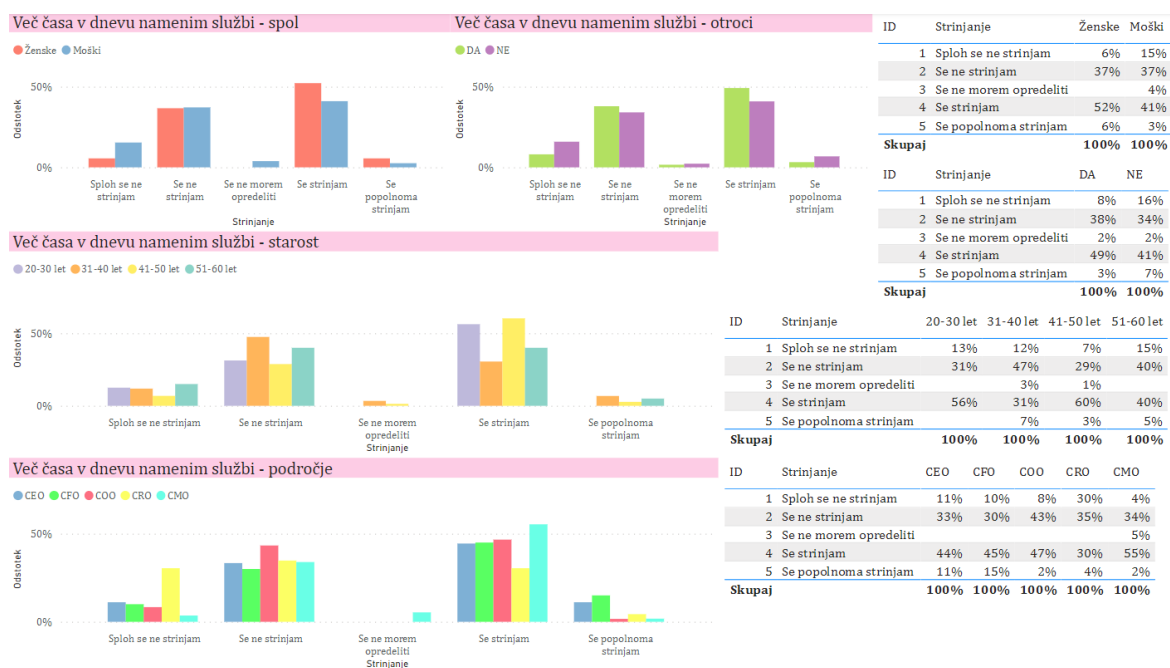 Več časa v dnevu namenim službi - spol
Ženske Moški
Odstotek
50%
0%
Sploh se ne strinjam
Se ne strinjam
Se ne morem opredeliti
Se strinjam
Se popolnoma strinjam
Strinjanje
Več časa v dnevu namenim službi - otroci
DA NE
Odstotek
50%
0%
Sploh se ne strinjam
Se ne strinjam
Se ne morem opredeliti
Se strinjam
Se popolnoma strinjam
Strinjanje
ID Strinjanje Ženske Moški
1 Sploh se ne strinjam 6% 15%
2 Se ne strinjam 37% 37%
3 Se ne morem opredeliti 4%
4 Se strinjam 52% 41%
5 Se popolnoma strinjam 6% 3%
Skupaj 100% 100%
ID Strinjanje DA NE
1 Sploh se ne strinjam 8% 16%
2 Se ne strinjam 38% 34%
3 Se ne morem opredeliti 2% 2%
4 Se strinjam 49% 41%
5 Se popolnoma strinjam 3% 7%
Skupaj 100% 100%
Več časa v dnevu namenim službi - starost
20-30 let 31-40 let 41-50 let 51-60 let
Odstotek
50%
0%
Sploh se ne strinjam
Se ne strinjam
Se ne morem opredeliti
Se strinjam
Se popolnoma strinjam
Strinjanje
ID Strinjanje 20-30 let 31-40 let 41-50 let 51-60 let
1 Sploh se ne strinjam 13% 12% 7% 15%
2 Se ne strinjam 31% 47% 29% 40%
3 Se ne morem opredeliti 3% 1%
4 Se strinjam 56% 31% 60% 40%
5 Se popolnoma strinjam 7% 3% 5%
Skupaj 100% 100% 100% 100%
Več časa v dnevu namenim službi - področje
CEO CFO COO CRO CMO
Odstotek
50%
0%
Sploh se ne strinjam
Se ne strinjam
Se ne morem opredeliti
Se strinjam
Se popolnoma strinjam
Strinjanje
ID Strinjanje CEO CFO COO CRO CMO
1 Sploh se ne strinjam 11% 10% 8% 30% 4%
2 Se ne strinjam 33% 30% 43% 35% 34%
3 Se ne morem opredeliti 5%
4 Se strinjam 44% 45% 47% 30% 55%
5 Se popolnoma strinjam 11% 15% 2% 4% 2%
Skupaj 100% 100% 100% 100% 100%